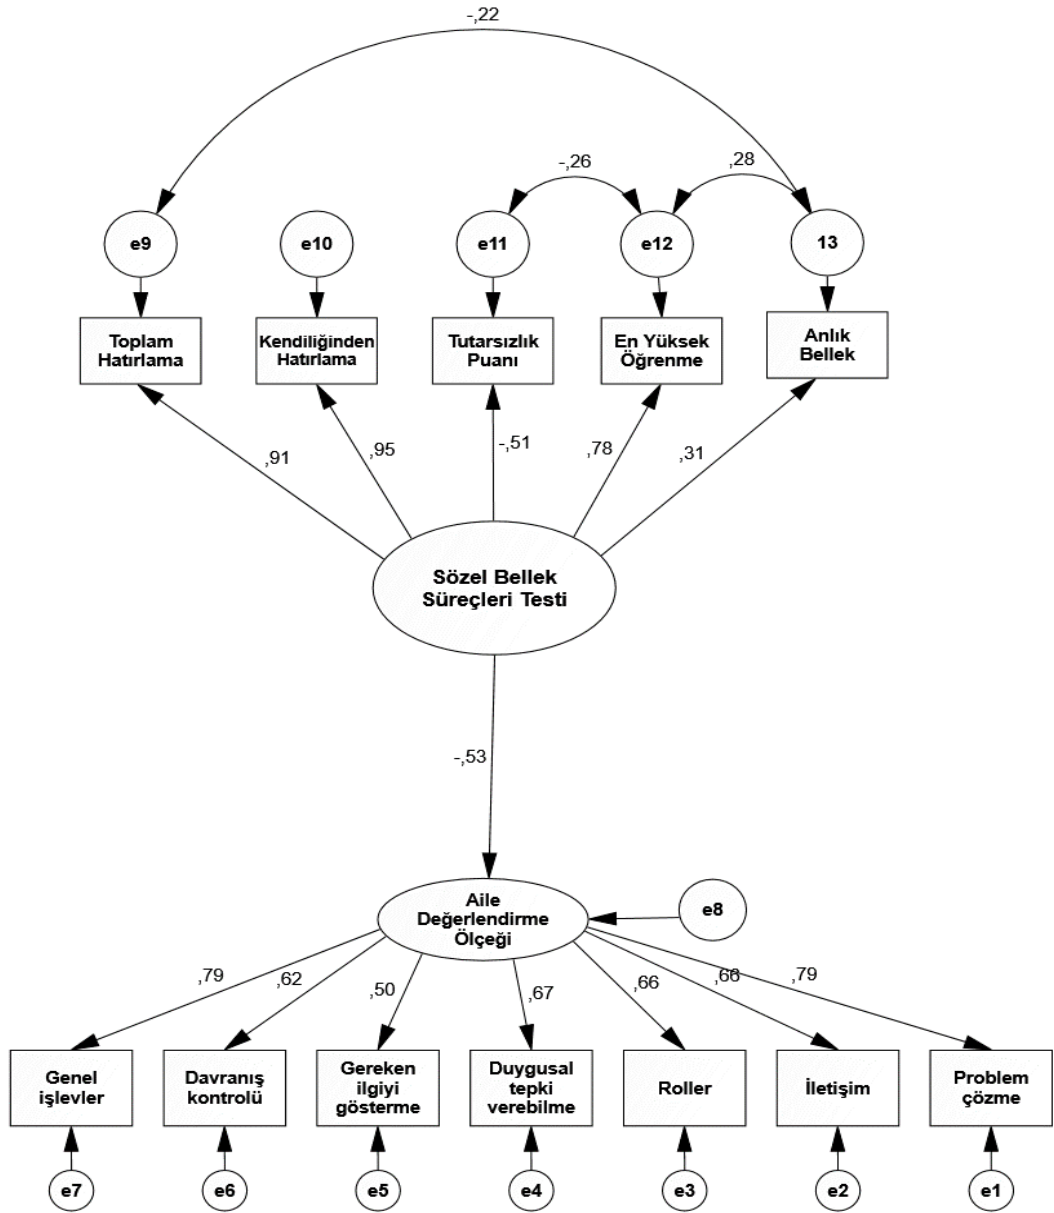 -,22
-,26
,28
e9
e10
e11
e12
13
Toplam
Hatırlama
Kendiliğinden
Hatırlama
Tutarsızlık
Puanı
En Yüksek
Öğrenme
Anlık
Bellek
,91
,95
-,51
,78
,31
Sözel Bellek
Süreçleri Testi
-,53
Aile
Değerlendirme
Ölçeği
e8
,79
,62
,50
,67
,66
,66
,79
Genel
işlevler
Davranış
kontrolü
Gereken
ilgiyi
gösterme
Duygusal
tepki
verebilme
Roller
İletişim
Problem
çözme
e7
e6
e5
e4
e3
e2
e1